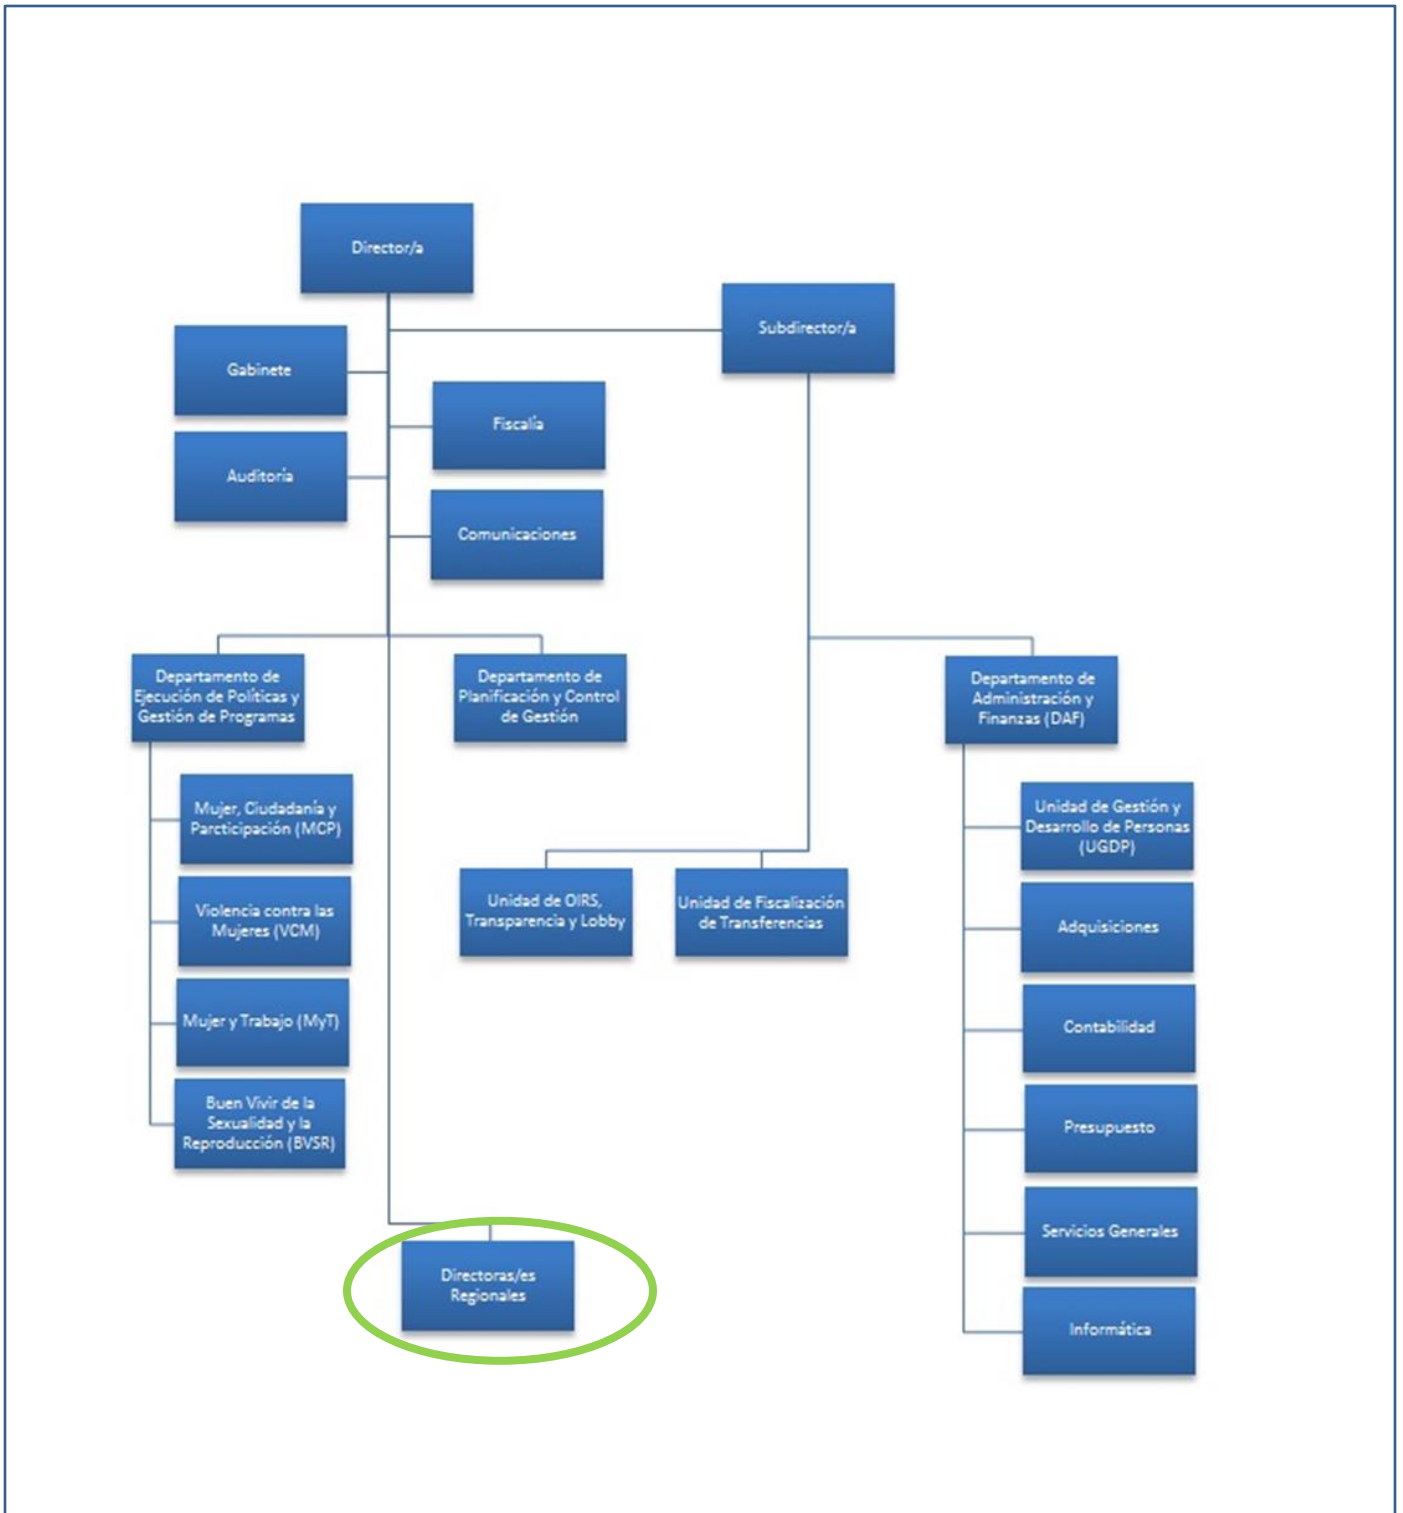 Director/a
Subdirector/a
Gabinete
Fiscalía
Auditoría
Comunicaciones
Departamento de
Ejecución de Políticas y
Gestión de Programas
Departamento de
Planificación y Control
de Gestión
Departamento de
Administración y
Finanzas (DAF)
Mujer, Ciudadanía y
Parcticipación (MCP)
Violencia contra las
Mujeres (VCM)
Mujer y Trabajo (MyT)
Buen Vivir de la
Sexualidad y la
Reproducción (BVSR)
Unidad de OIRS,
Transparencia y Lobby
Unidad de Fiscalización
de Transferencias
Unidad de Gestión y
Desarrollo de Personas
(UGDP)
Adquisiciones
Contabilidad
Presupuesto
Servicios Generales
Informática
Directoras/es
Regionales